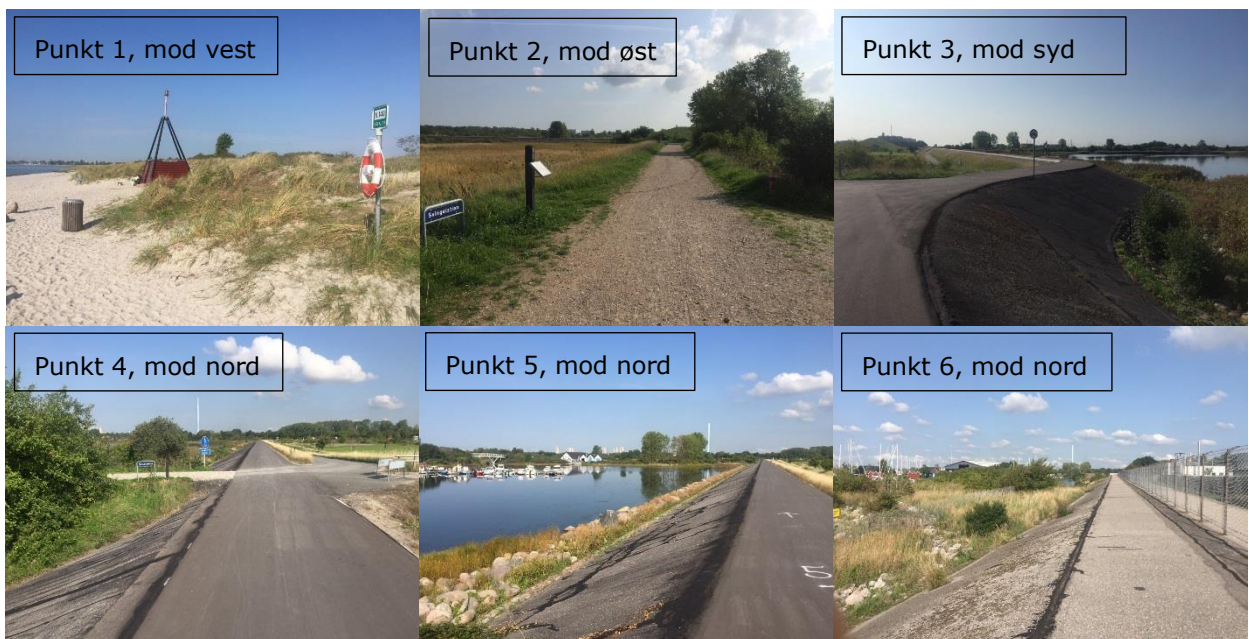 Punkt 1, mod vest
Punkt 2, mod øst
Punkt 3, mod syd
Punkt 4, mod nord
Punkt 5, mod nord
Punkt 6, mod nord